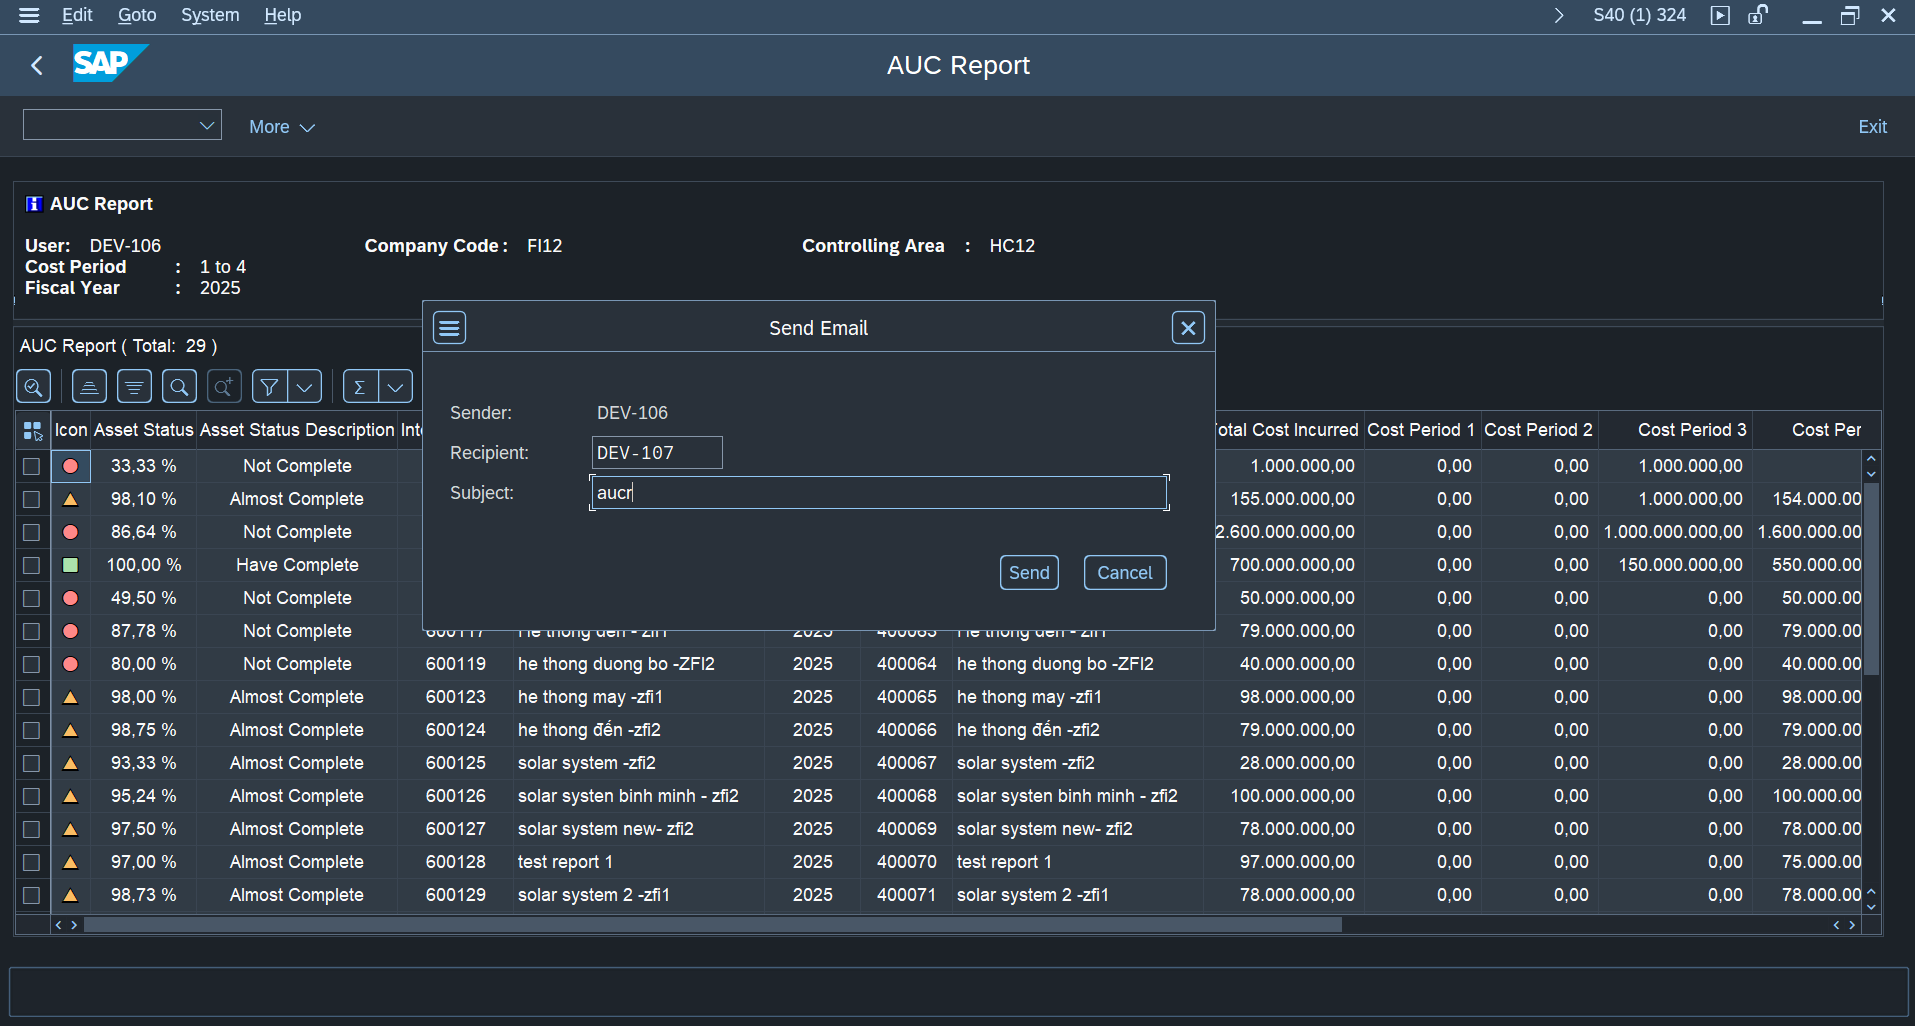 Edit Goto System Help S40 (1) 324
SAP AUC Report
More Exit
AUC Report
User: DEV-106 Company Code : FI12 Controlling Area : HC12
Cost Period : 1 to 4
Fiscal Year : 2025
Send Email
AUC Report ( Total: 29 )
Sender: DEV-106
Recipient: DEV-107
Subject: aucr
Send Cancel
Icon Asset Status Asset Status Description Total Cost Incurred Cost Period 1 Cost Period 2 Cost Period 3 Cost Per
33,33 % Not Complete 1.000.000,00 0,00 0,00 1.000.000,00
98,10 % Almost Complete 155.000.000,00 0,00 0,00 1.000.000,00 154.000.00
86,64 % Not Complete 2.600.000.000,00 0,00 0,00 1.000.000.000,00 1.600.000.00
100,00 % Have Complete 700.000.000,00 0,00 0,00 150.000.000,00 550.000.00
49,50 % Not Complete 50.000.000,00 0,00 0,00 0,00 50.000.00
87,78 % Not Complete 2025 79.000.000,00 0,00 0,00 0,00 79.000.00
80,00 % Not Complete 600119 he thong duong bo -ZFI2 2025 400064 he thong duong bo -ZFI2 40.000.000,00 0,00 0,00 0,00 40.000.00
98,00 % Almost Complete 600123 he thong may -zfi1 2025 400065 he thong may -zfi1 98.000.000,00 0,00 0,00 0,00 98.000.00
98,75 % Almost Complete 600124 he thong đến -zfi2 2025 400066 he thong đến -zfi2 79.000.000,00 0,00 0,00 0,00 79.000.00
93,33 % Almost Complete 600125 solar system -zfi2 2025 400067 solar system -zfi2 28.000.000,00 0,00 0,00 0,00 28.000.00
95,24 % Almost Complete 600126 solar systen binh minh - zfi2 2025 400068 solar systen binh minh - zfi2 100.000.000,00 0,00 0,00 0,00 100.000.00
97,50 % Almost Complete 600127 solar system new- zfi2 2025 400069 solar system new- zfi2 78.000.000,00 0,00 0,00 0,00 78.000.00
97,00 % Almost Complete 600128 test report 1 2025 400070 test report 1 97.000.000,00 0,00 0,00 0,00 75.000.00
98,73 % Almost Complete 600129 solar system 2 -zfi1 2025 400071 solar system 2 -zfi1 78.000.000,00 0,00 0,00 0,00 78.000.00